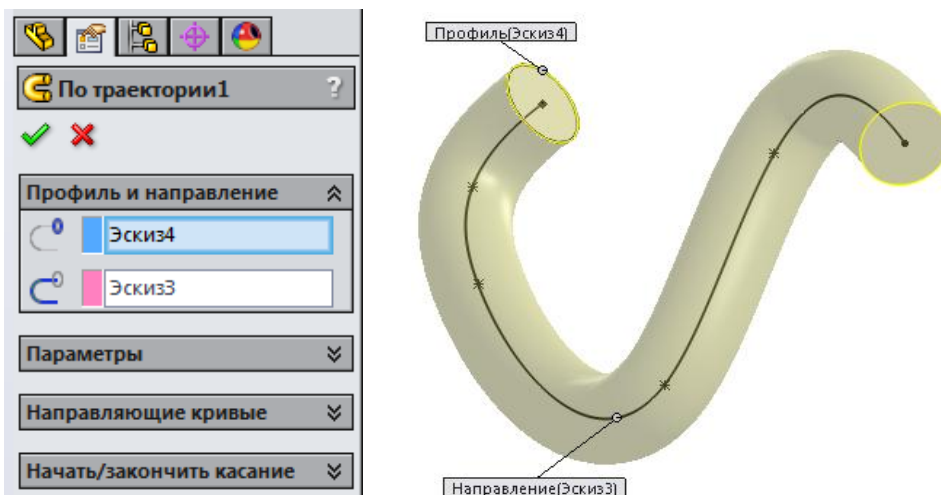 По траектории1
?
Профиль и направление
Эскиз4
Эскиз3
Параметры
Направляющие кривые
Начать/закончить касание
Профиль(Эскиз4)
Направление(Эскиз3)